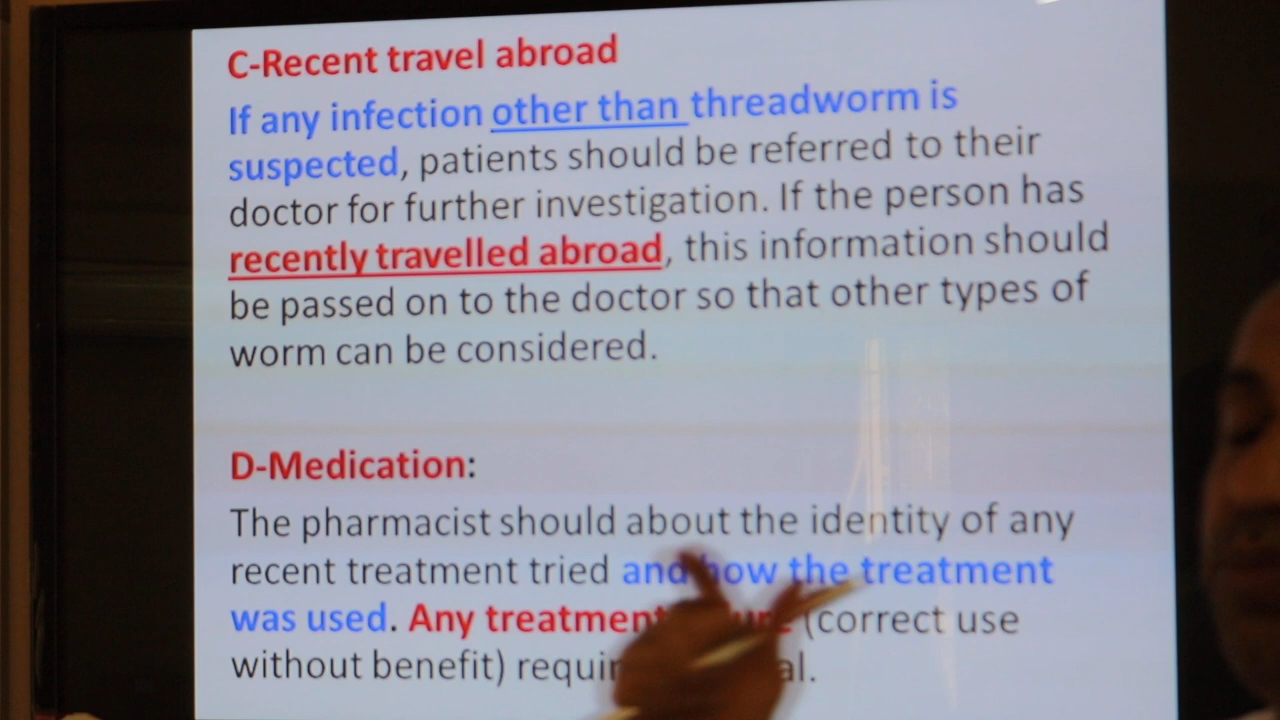 C-Recent travel abroad
If any infection other than threadworm is
suspected, patients should be referred to their
doctor for further investigation. If the person has
recently travelled abroad, this information should
be passed on to the doctor so that other types of
worm can be considered.
D-Medication:
The pharmacist should about the identity of any
recent treatment tried and how the treatment
was used. Any treatment (correct use
without benefit)